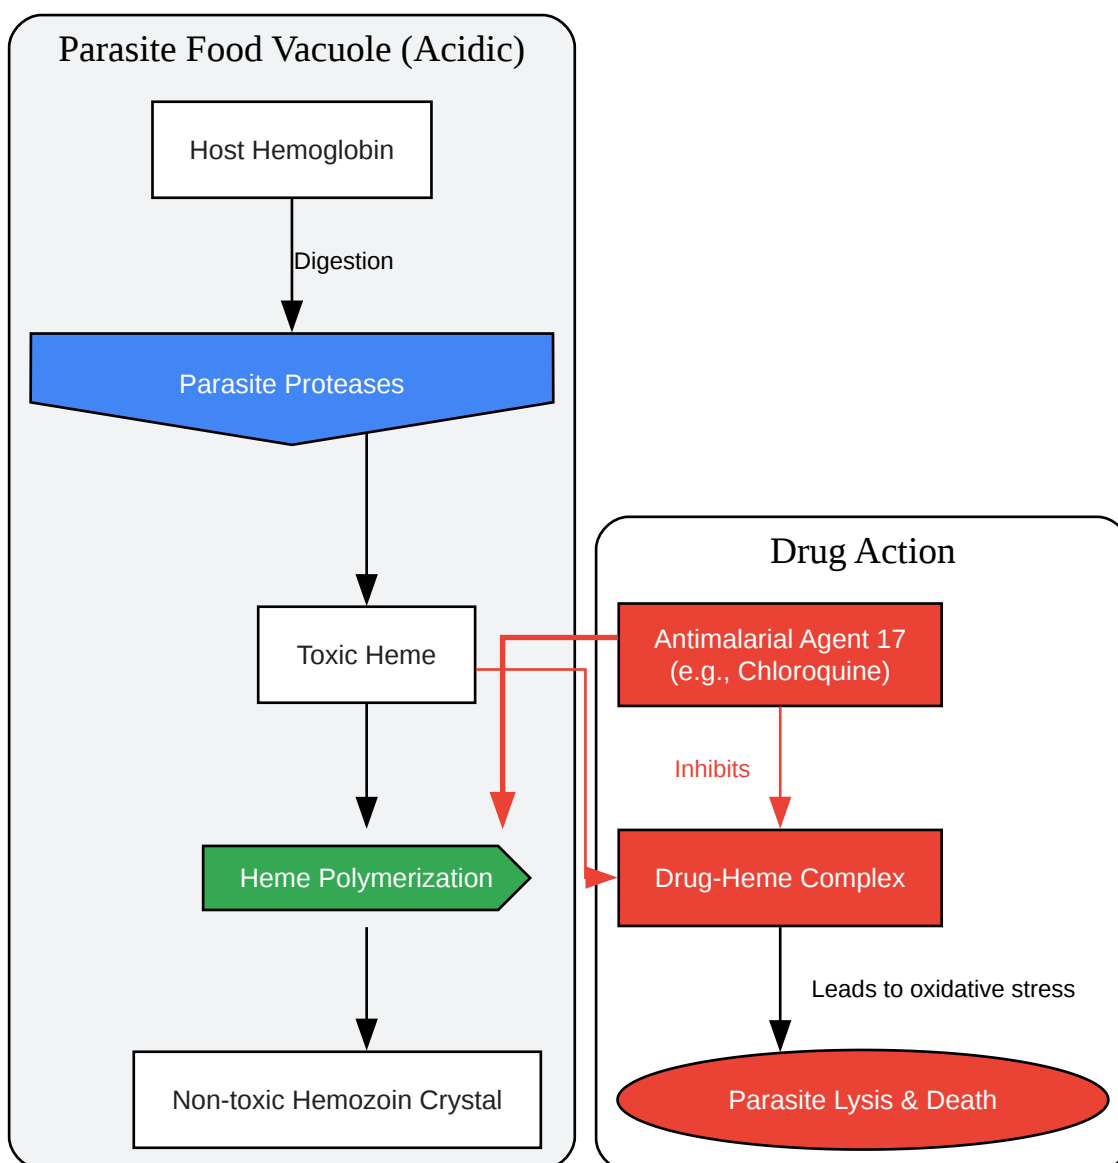 Parasite Food Vacuole (Acidic)
Host Hemoglobin
Digestion
Parasite Proteases
Toxic Heme
Heme Polymerization
Non-toxic Hemozoin Crystal
Drug Action
Antimalarial Agent 17
(e.g., Chloroquine)
Inhibits
Drug-Heme Complex
Leads to oxidative stress
Parasite Lysis & Death